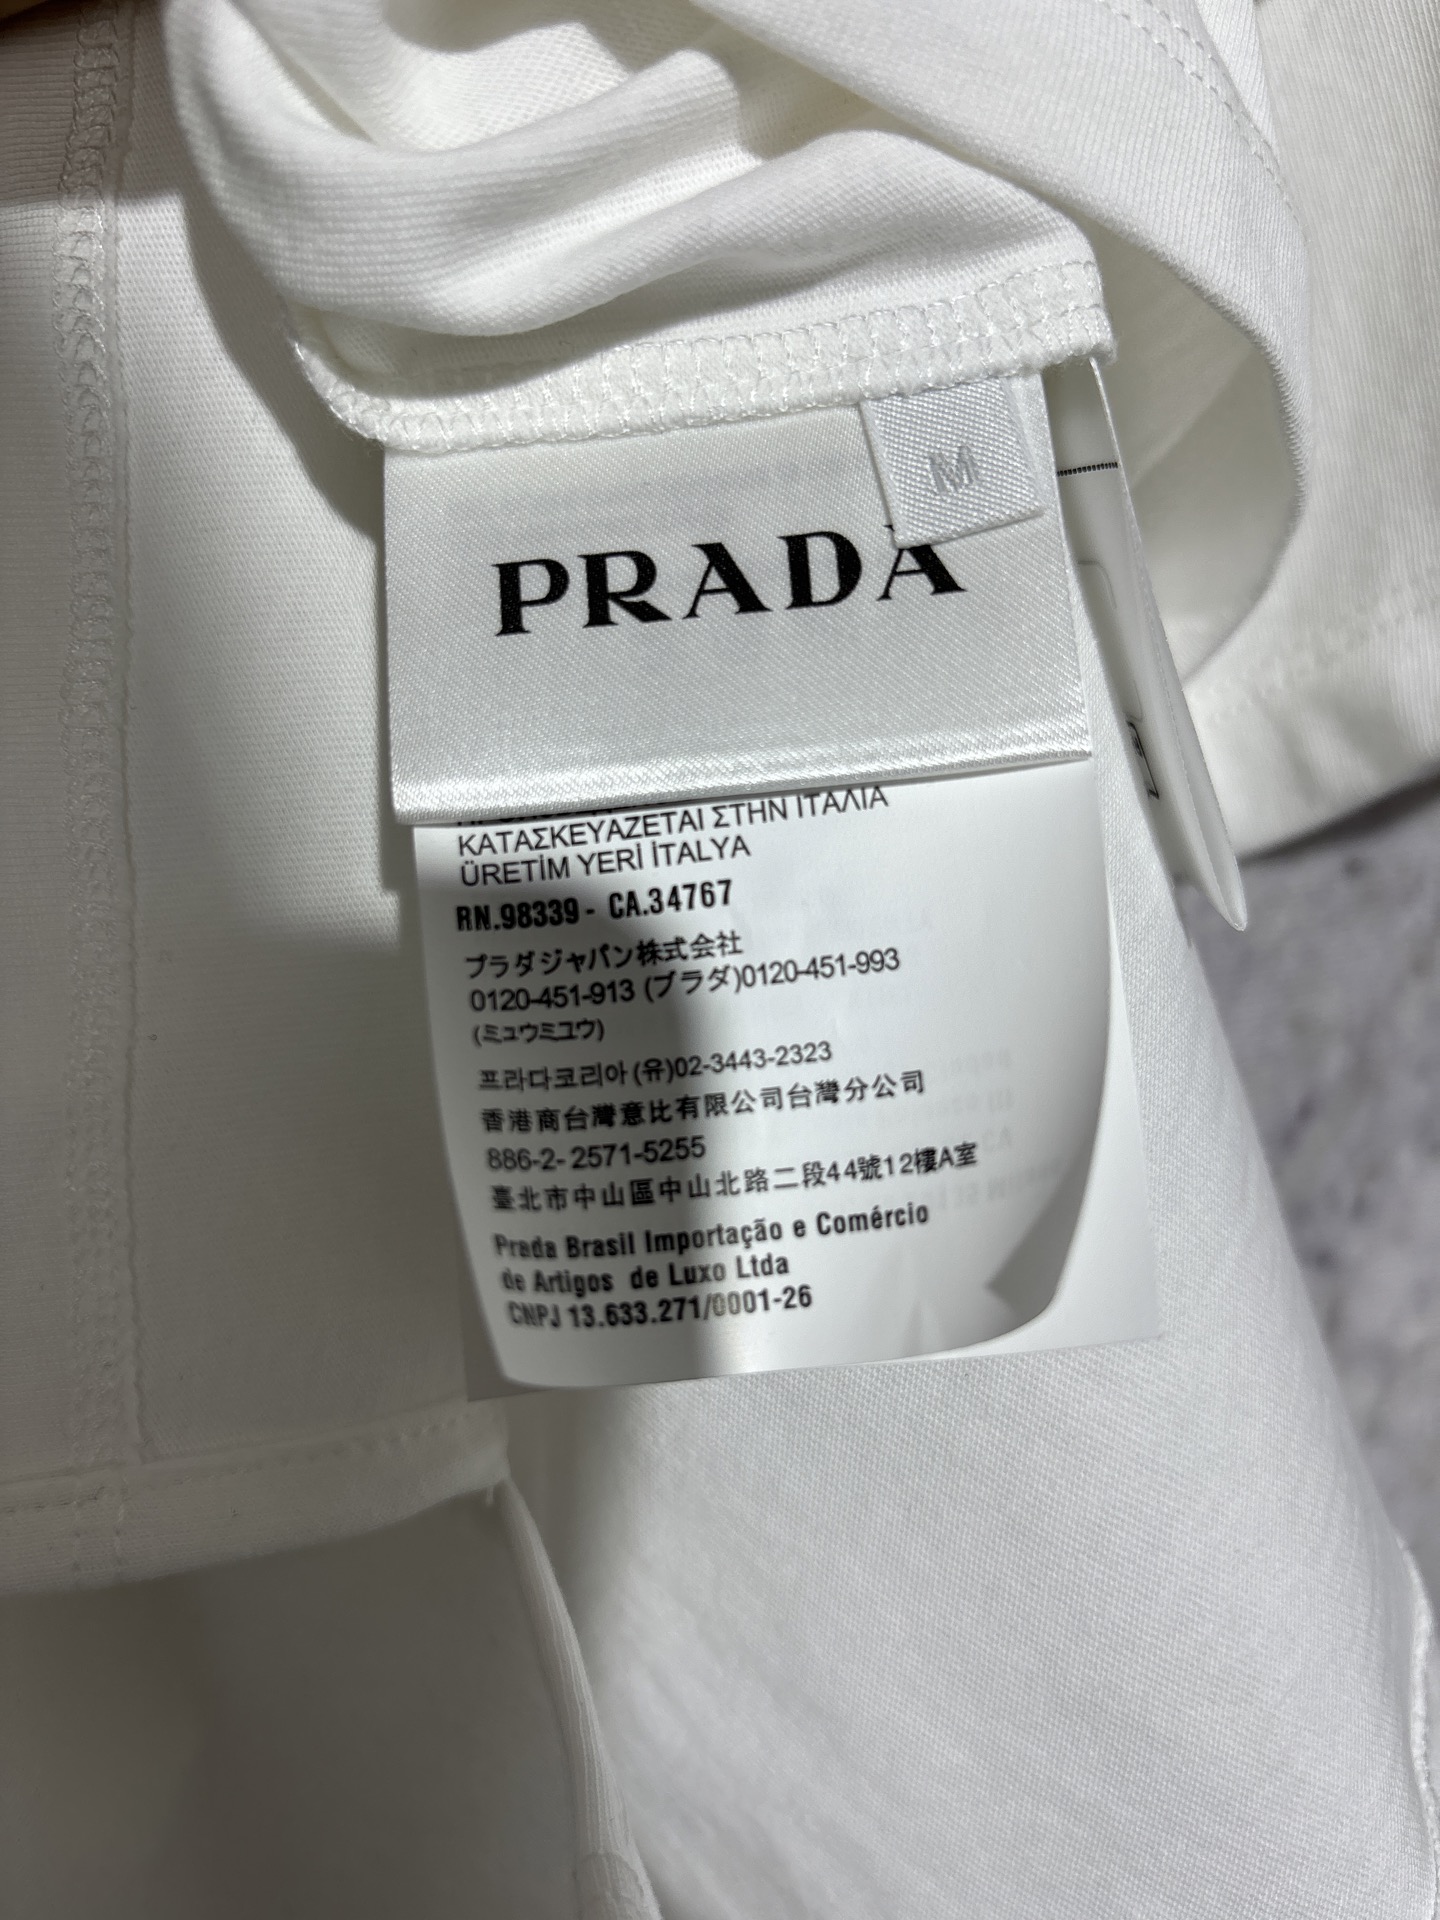 M
PRADA
ΚΑΤΑΣΚΕΥΑΖΕΤΑΙ ΣΤΗΝ ΙΤΑΛΙΑ
ÜRETİM YERİ İTALYA
RN.98339 - CA.34767
プラダジャパン株式会社
0120-451-913 (プラダ)0120-451-993
(ミュウミュウ)
프라다코리아 (유)02-3443-2323
香港商台灣意比有限公司台灣分公司
886-2- 2571-5255
臺北市中山區中山北路二段44號12樓A室
Prada Brasil Importação e Comércio
de Artigos de Luxo Ltda
CNPJ 13.633.271/0001-26